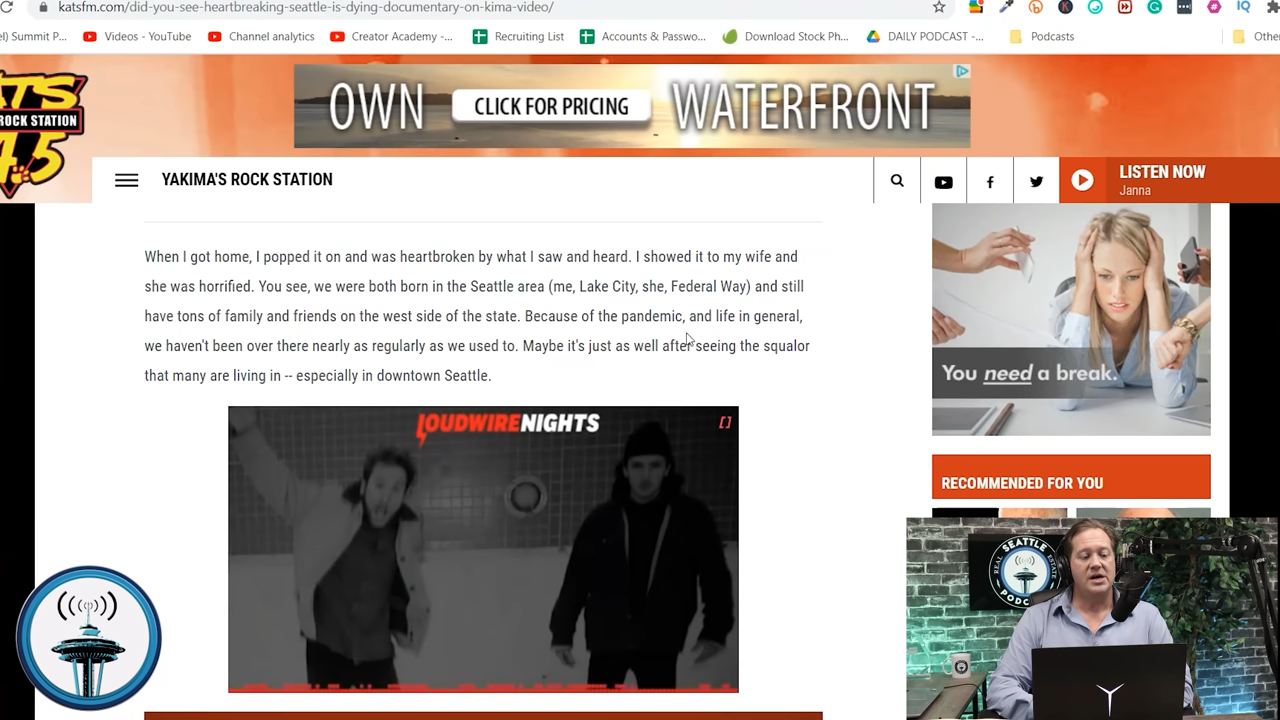 katsfm.com/did-you-see-heartbreaking-seattle-is-dying-documentary-on-kima-video/
el) Summit P... Videos - YouTube Channel analytics Creator Academy -... Recruiting List Accounts & Passwo... Download Stock Ph... DAILY PODCAST -... Podcasts Othe
ROCK STATION
4.5
OWN CLICK FOR PRICING WATERFRONT
YAKIMA'S ROCK STATION
LISTEN NOW
Janna
When I got home, I popped it on and was heartbroken by what I saw and heard. I showed it to my wife and
she was horrified. You see, we were both born in the Seattle area (me, Lake City, she, Federal Way) and still
have tons of family and friends on the west side of the state. Because of the pandemic, and life in general,
we haven't been over there nearly as regularly as we used to. Maybe it's just as well after seeing the squalor
that many are living in -- especially in downtown Seattle.
LOUDWIRE NIGHTS
You need a break.
RECOMMENDED FOR YOU
SEATTLE
REAL
ESTATE